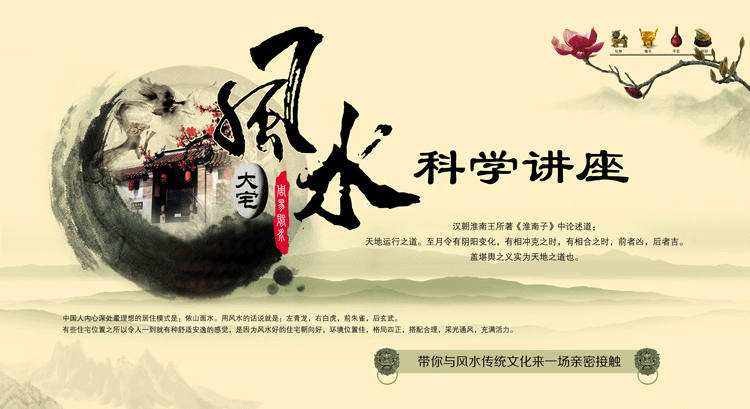 風水
大宅
科学讲座
汉朝淮南王所著《淮南子》中论述道：
天地运行之道。至月令有阴阳变化，有相冲克之时，有相合之时，前者凶，后者吉。
盖堪舆之义实为天地之道也。
中国人内心深处最理想的居住模式是：依山面水。用风水的话说就是：左青龙，右白虎，前朱雀，后玄武。
有些住宅位置之所以令人一到就有种舒适安逸的感觉，是因为风水好的住宅朝向好，环境位置佳，格局四正，搭配合理，采光通风，充满活力。
带你与风水传统文化来一场亲密接触